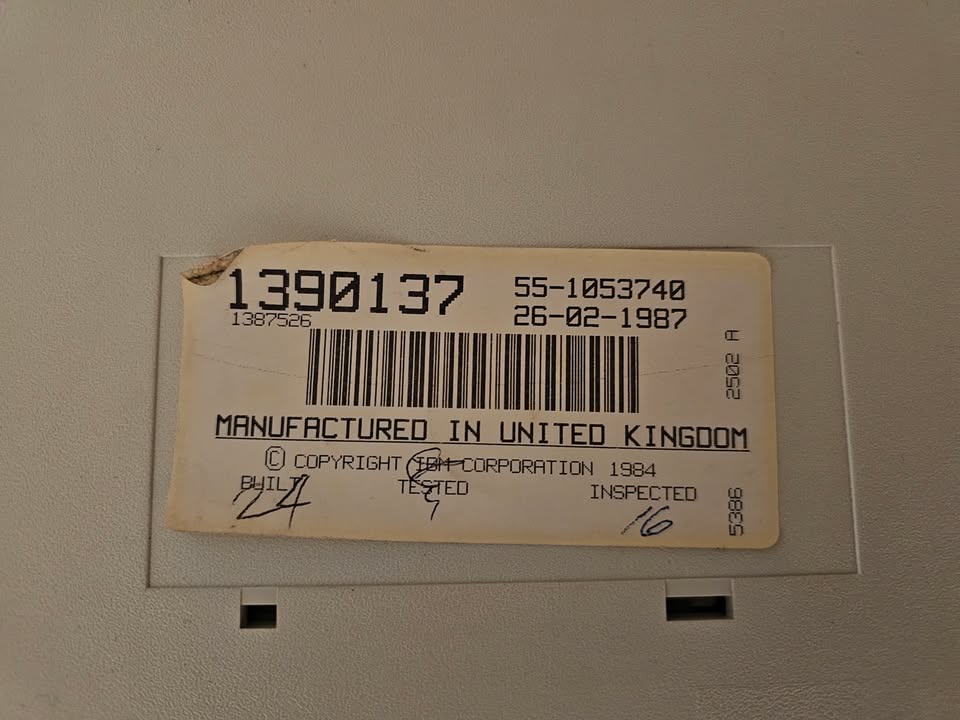 1390137
55-1053740
1387526
26-02-1987
2502 A
MANUFACTURED IN UNITED KINGDOM
© COPYRIGHT IBM CORPORATION 1984
BUILT TESTED INSPECTED
24 16
5386